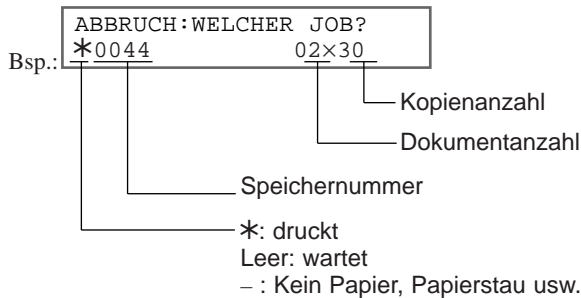 ABBRUCH:WELCHER JOB?
Bsp.: *0044 02×30
Kopienanzahl
Dokumentanzahl
Speichernummer
*: druckt
Leer: wartet
– : Kein Papier, Papierstau usw.